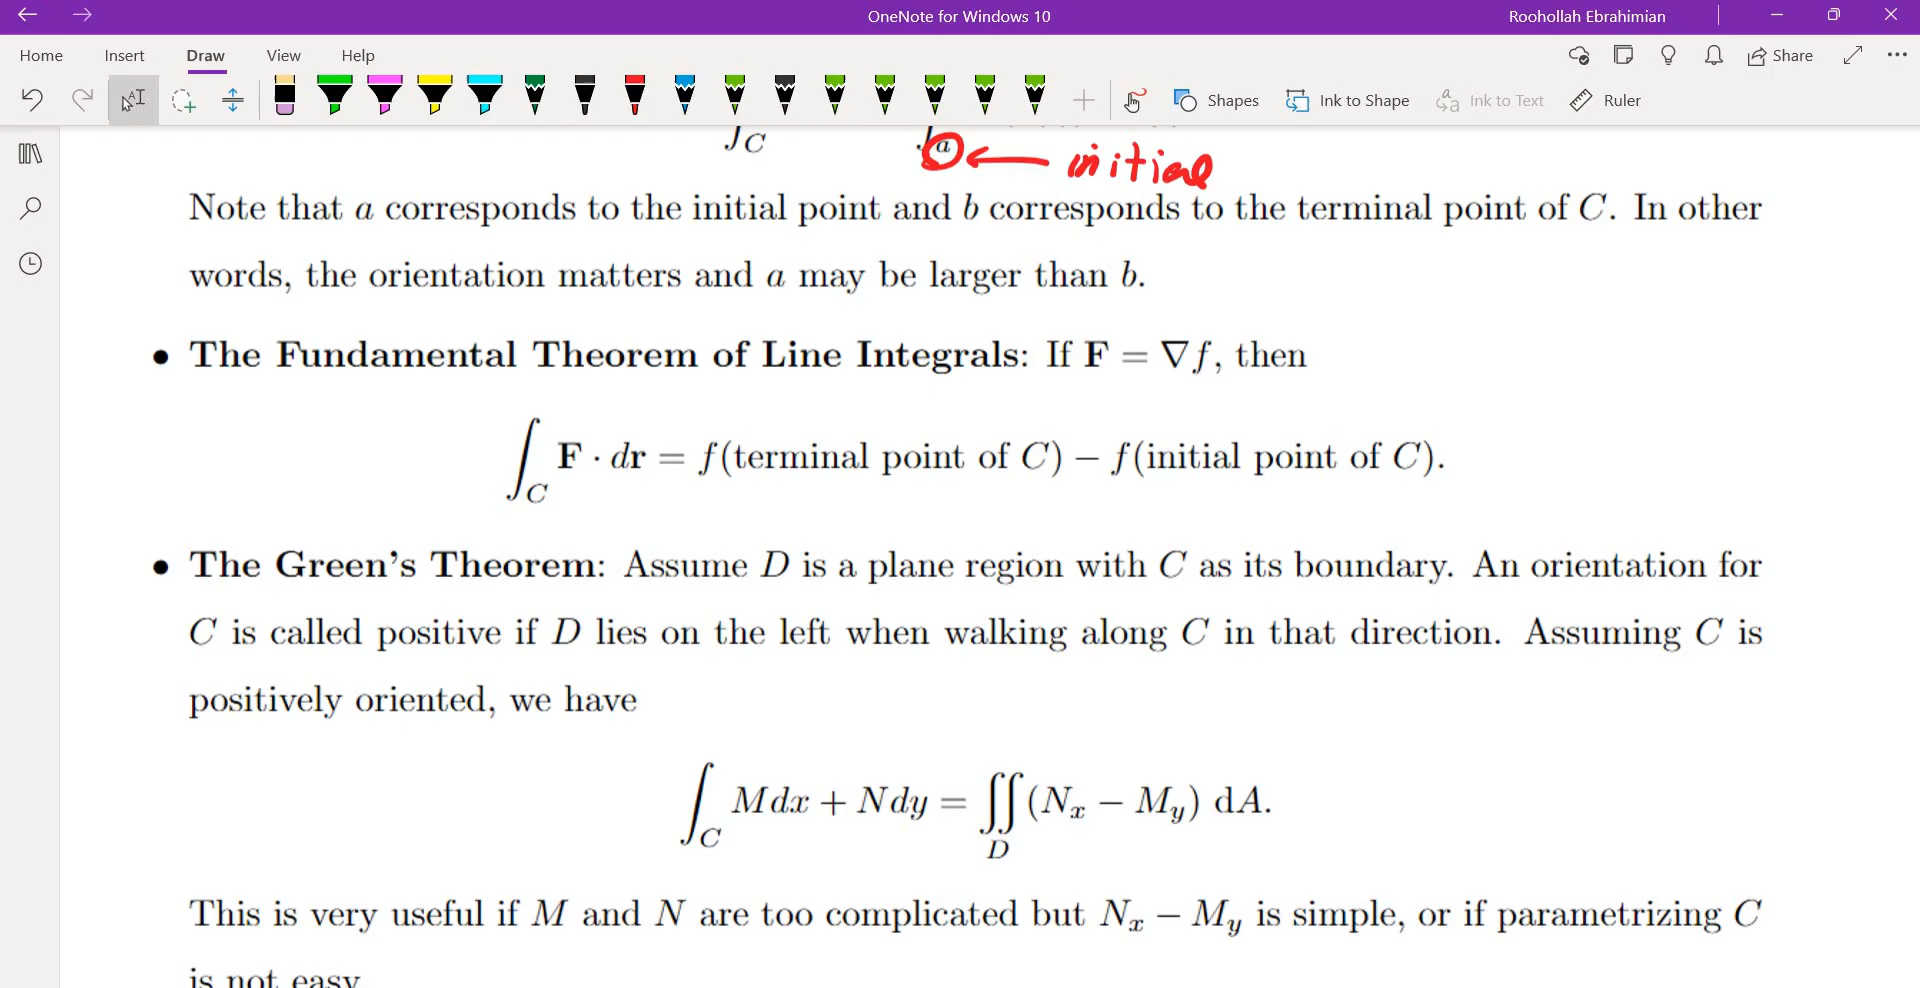 OneNote for Windows 10
Roohollah Ebrahimian
Home Insert Draw View Help
Share
Shapes Ink to Shape Ink to Text Ruler
∫_C ∫_a initial
Note that a corresponds to the initial point and b corresponds to the terminal point of C. In other
words, the orientation matters and a may be larger than b.
• The Fundamental Theorem of Line Integrals: If F = ∇f, then
∫_C F · dr = f(terminal point of C) − f(initial point of C).
• The Green's Theorem: Assume D is a plane region with C as its boundary. An orientation for
C is called positive if D lies on the left when walking along C in that direction. Assuming C is
positively oriented, we have
∫_C Mdx + Ndy = ∬_D (N_x − M_y) dA.
This is very useful if M and N are too complicated but N_x − M_y is simple, or if parametrizing C
is not easy